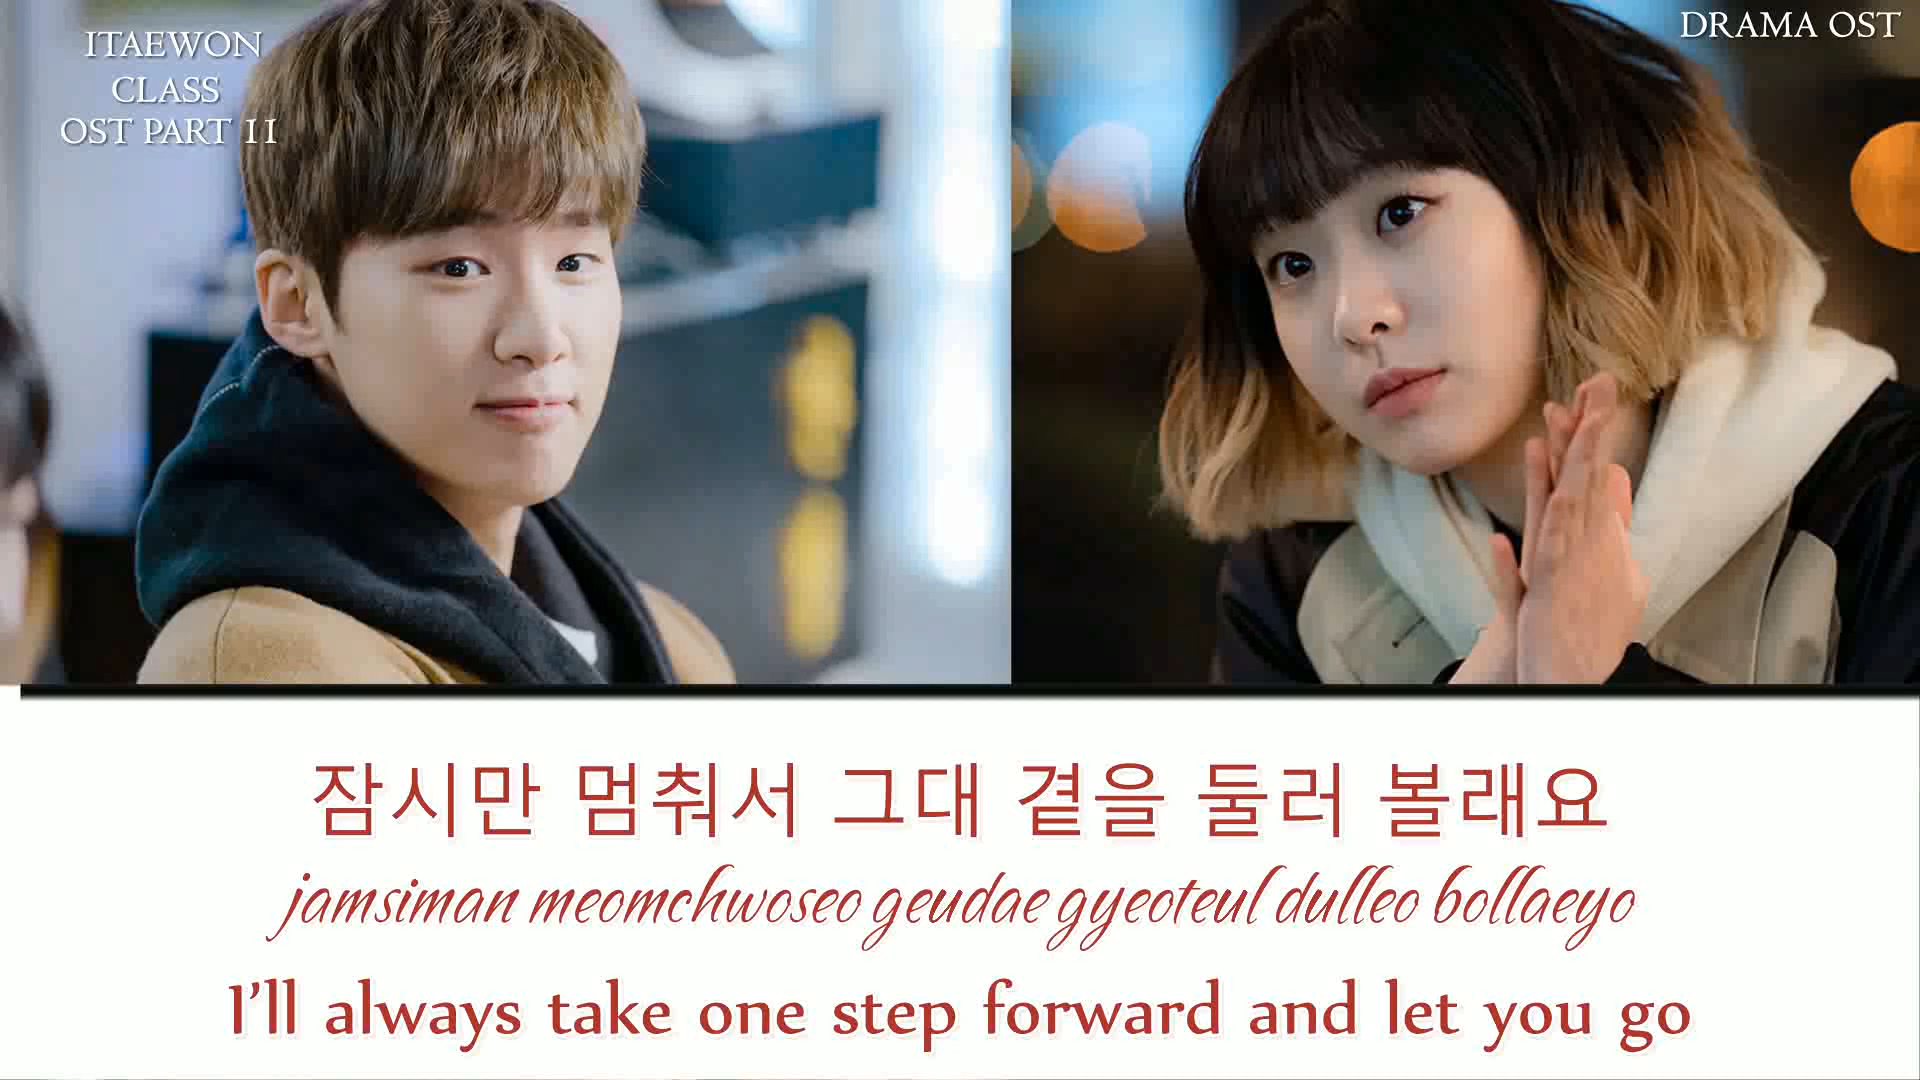 ITAEWON
CLASS
OST PART 11
DRAMA OST
잠시만 멈춰서 그대 곁을 둘러 볼래요
jamsiman meomchwoseo geudae gyeoteul dulleo bollaeyo
I'll always take one step forward and let you go